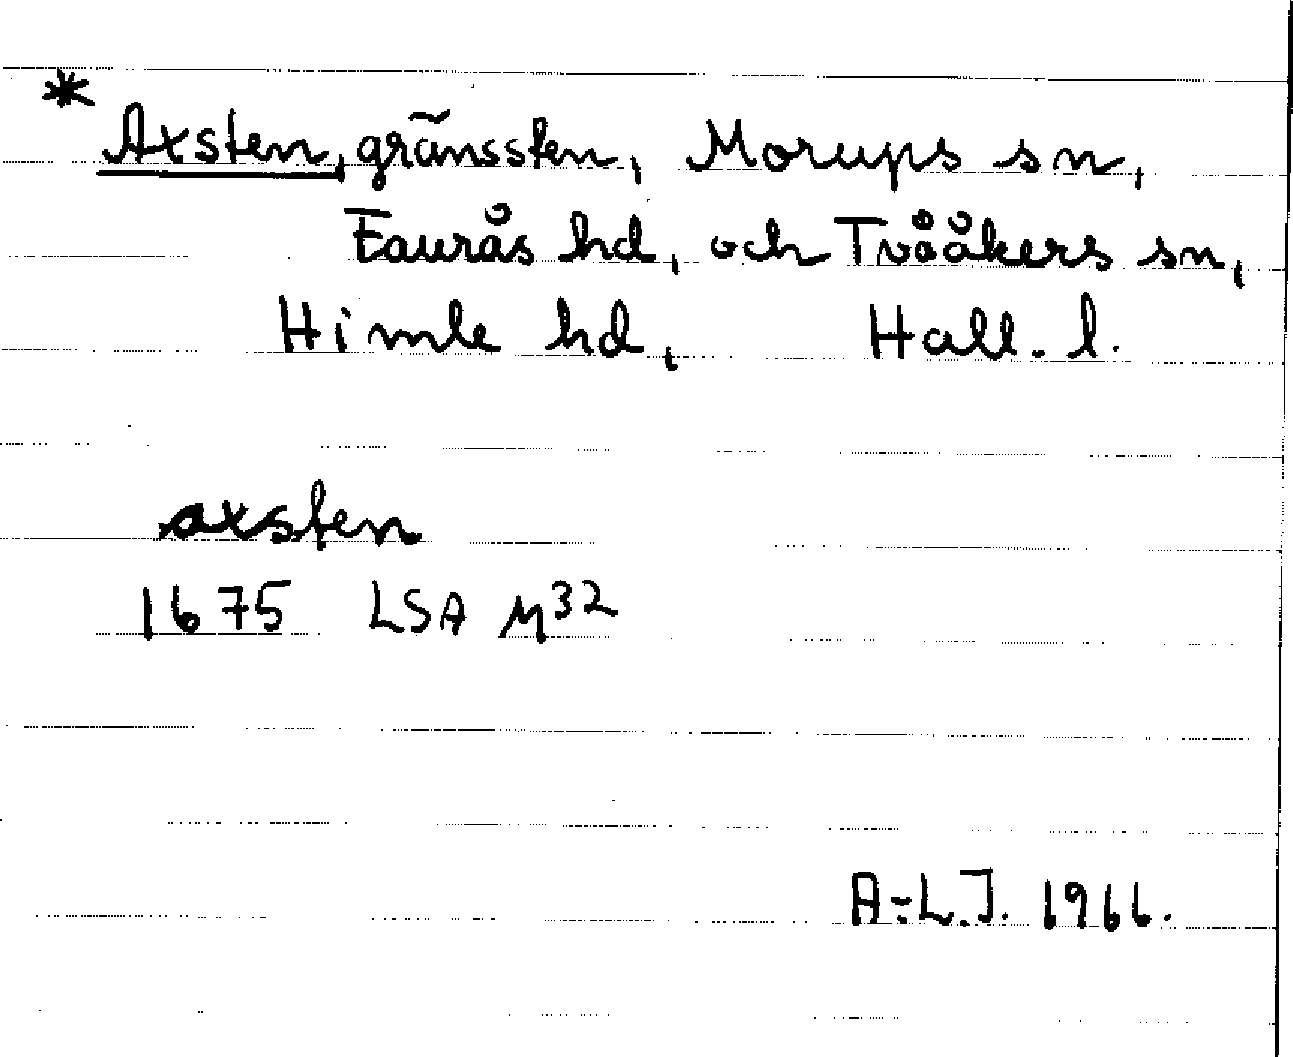 * Axsten, gränssten, Morups sn,
Faurås hd, och Tvååkers sn,
Himle hd, Hall. l.
axsten
1675 LSA M32
A-L.J. 1966.